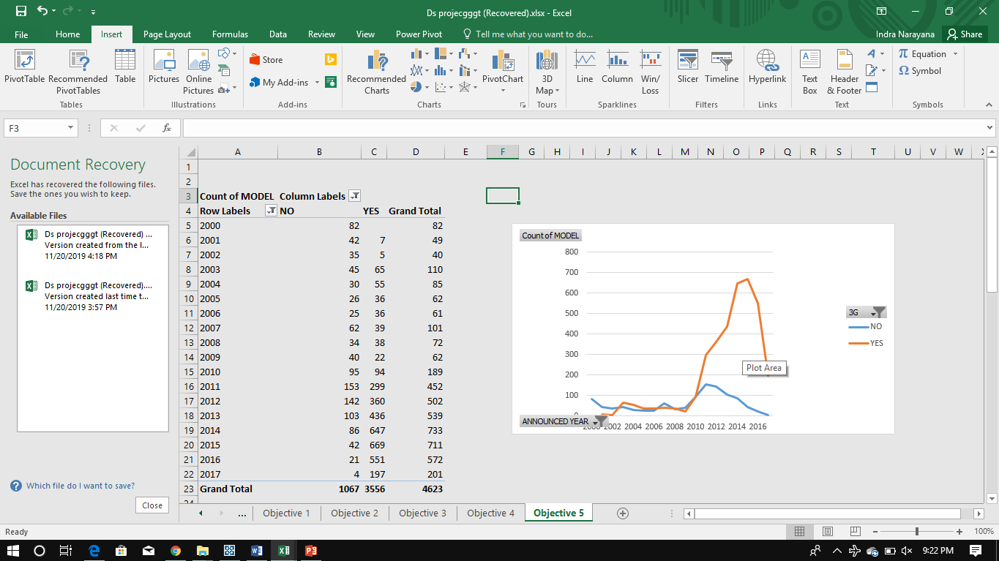 Ds projecgggt (Recovered).xlsx - Excel
File Home Insert Page Layout Formulas Data Review View Power Pivot Tell me what you want to do... Indra Narayana Share
PivotTable Recommended PivotTables Table
Tables
Pictures Online Pictures
Illustrations
Store
My Add-ins
Add-ins
Recommended Charts PivotChart
Charts
3D Map
Tours
Line Column Win/ Loss
Sparklines
Slicer Timeline
Filters
Hyperlink
Links
Text Box Header & Footer
Text
Equation
Symbol
Symbols
F3 fx
Document Recovery
Excel has recovered the following files.
Save the ones you wish to keep.
Available Files
Ds projecgggt (Recovered) ...
Version created from the l...
11/20/2019 4:18 PM
Ds projecgggt (Recovered)....
Version created last time t...
11/20/2019 3:57 PM
Which file do I want to save?
Close
A B C D E F G H I J K L M N O P Q R S T U V W
1
2
3 Count of MODEL Column Labels
4 Row Labels NO YES Grand Total
5 2000 82 82
6 2001 42 7 49
7 2002 35 5 40
8 2003 45 65 110
9 2004 30 55 85
10 2005 26 36 62
11 2006 25 36 61
12 2007 62 39 101
13 2008 34 38 72
14 2009 40 22 62
15 2010 95 94 189
16 2011 153 299 452
17 2012 142 360 502
18 2013 103 436 539
19 2014 86 647 733
20 2015 42 669 711
21 2016 21 551 572
22 2017 4 197 201
23 Grand Total 1067 3556 4623
24
Count of MODEL
800
700
600
500
400
300
200
100
0
ANNOUNCED YEAR
2000 2002 2004 2006 2008 2010 2012 2014 2016
3G
NO
YES
Plot Area
... Objective 1 Objective 2 Objective 3 Objective 4 Objective 5
Ready 100%
9:22 PM